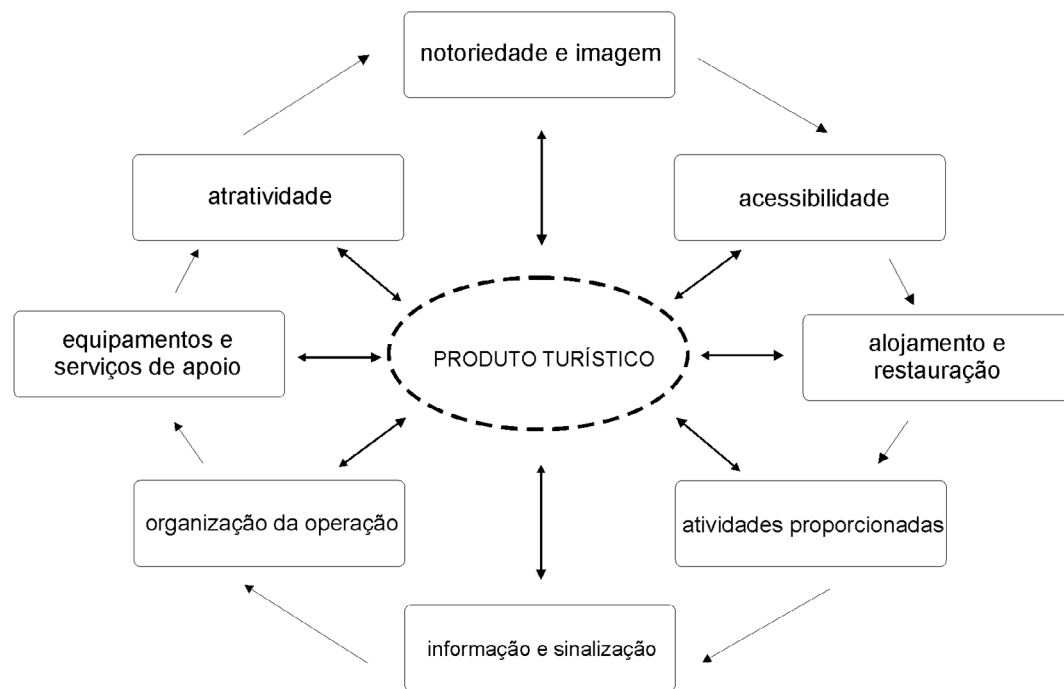 notoriedade e imagem
atratividade
acessibilidade
equipamentos e
serviços de apoio
PRODUTO TURÍSTICO
alojamento e
restauração
organização da operação
atividades proporcionadas
informação e sinalização